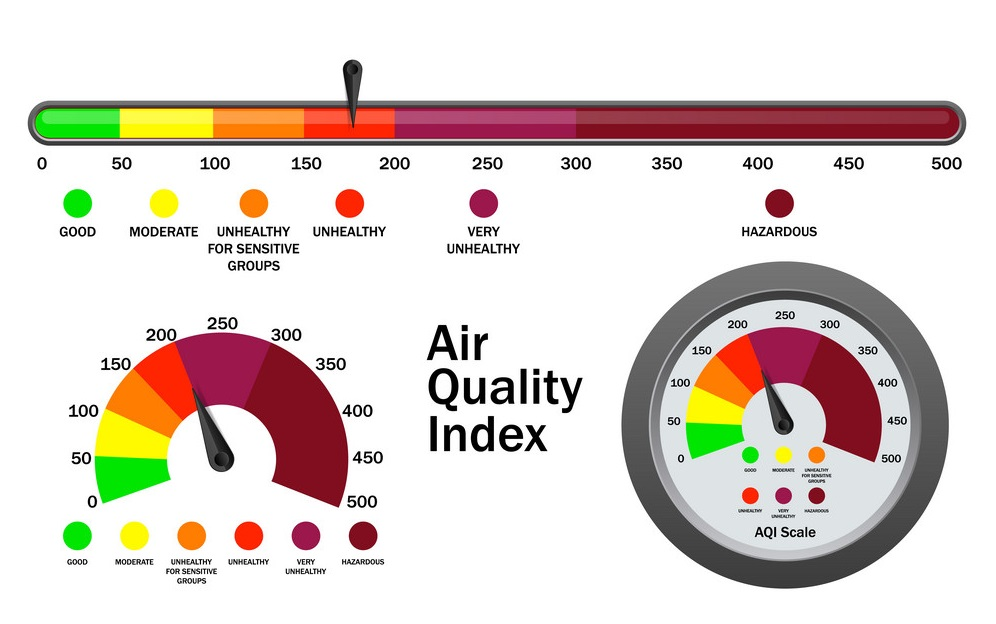 0 50 100 150 200 250 300 350 400 450 500
GOOD
MODERATE
UNHEALTHY
FOR SENSITIVE
GROUPS
UNHEALTHY
VERY
UNHEALTHY
HAZARDOUS
0
50
100
150
200
250
300
350
400
450
500
GOOD
MODERATE
UNHEALTHY
FOR SENSITIVE
GROUPS
UNHEALTHY
VERY
UNHEALTHY
HAZARDOUS
Air
Quality
Index
0
50
100
150
200
250
300
350
400
450
500
GOOD
MODERATE
UNHEALTHY
FOR SENSITIVE
GROUPS
UNHEALTHY
VERY
UNHEALTHY
HAZARDOUS
AQI Scale